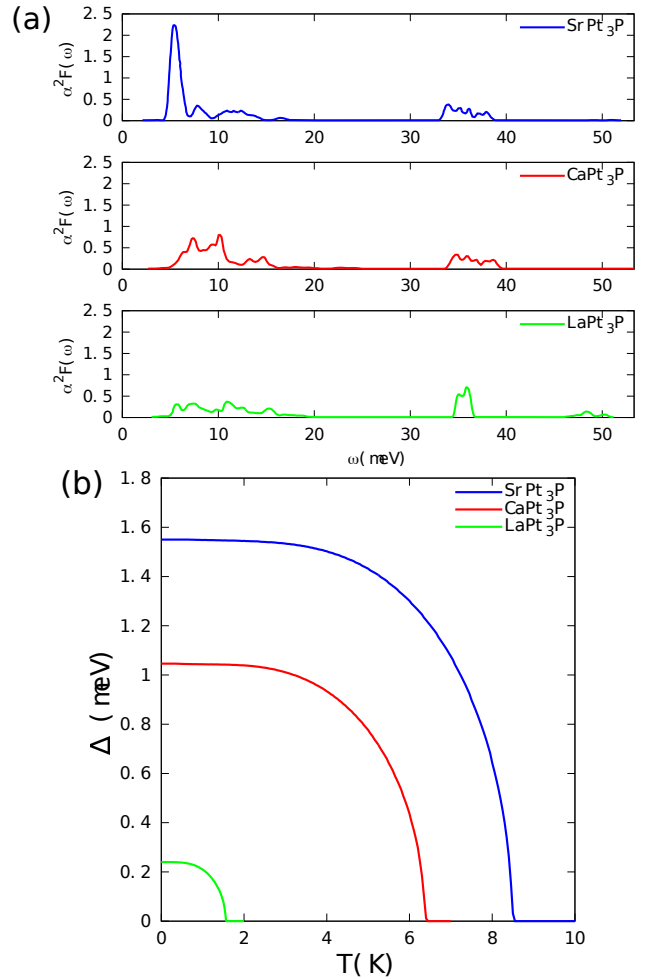 (a)
α²F(ω)
2.5
2
1.5
1
0.5
0
SrPt₃P
0 10 20 30 40 50
α²F(ω)
2.5
2
1.5
1
0.5
0
CaPt₃P
0 10 20 30 40 50
α²F(ω)
2.5
2
1.5
1
0.5
0
LaPt₃P
0 10 20 30 40 50
ω(meV)
(b)
Δ (meV)
1.8
1.6
1.4
1.2
1
0.8
0.6
0.4
0.2
0
SrPt₃P
CaPt₃P
LaPt₃P
0 2 4 6 8 10
T(K)